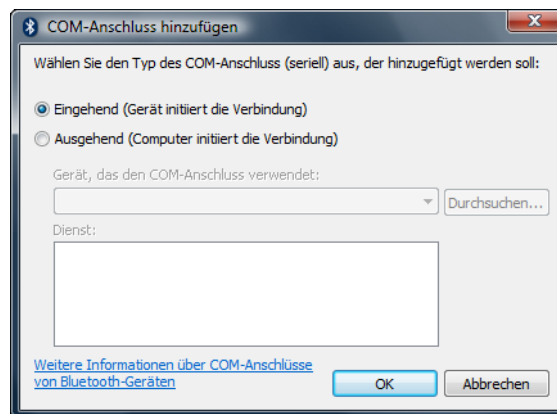 COM-Anschluss hinzufügen
Wählen Sie den Typ des COM-Anschluss (seriell) aus, der hinzugefügt werden soll:
Eingehend (Gerät initiiert die Verbindung)
Ausgehend (Computer initiiert die Verbindung)
Gerät, das den COM-Anschluss verwendet:
Durchsuchen...
Dienst:
Weitere Informationen über COM-Anschlüsse
von Bluetooth-Geräten
OK
Abbrechen